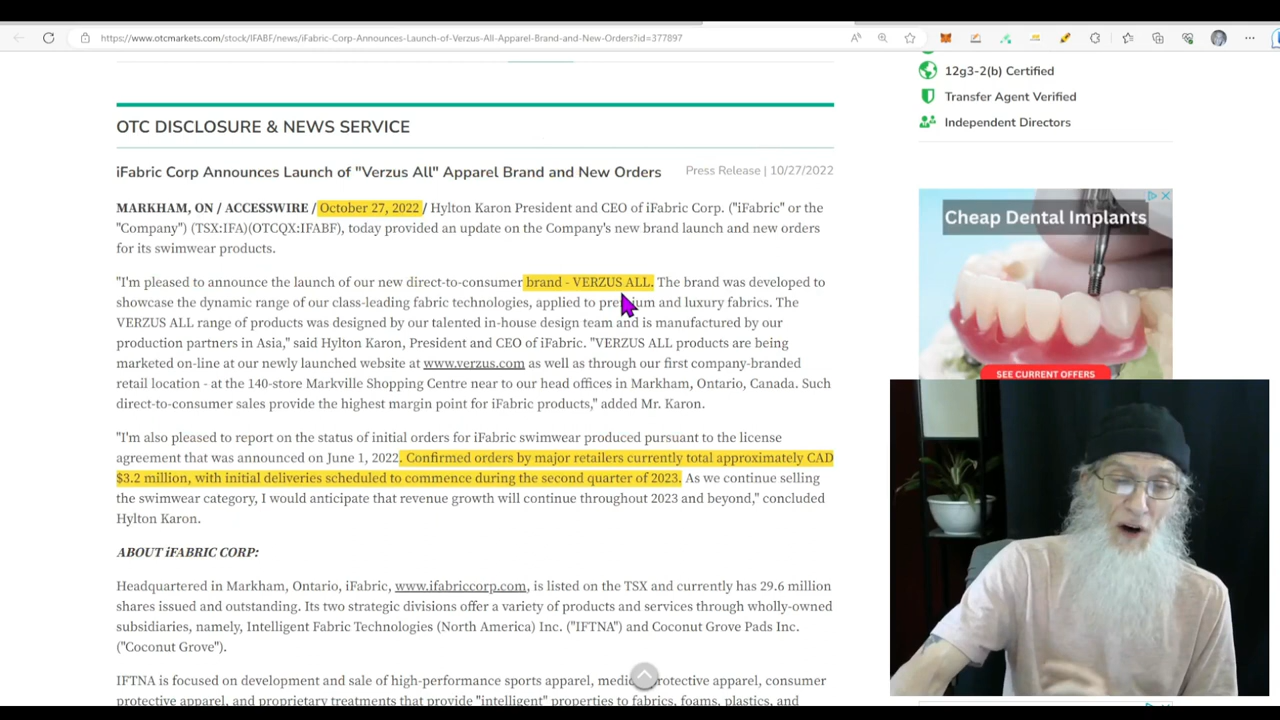 https://www.otcmarkets.com/stock/IFABF/news/iFabric-Corp-Announces-Launch-of-Verzus-All-Apparel-Brand-and-New-Orders?id=377897
12g3-2(b) Certified
Transfer Agent Verified
Independent Directors
OTC DISCLOSURE & NEWS SERVICE
iFabric Corp Announces Launch of "Verzus All" Apparel Brand and New Orders
Press Release | 10/27/2022
MARKHAM, ON / ACCESSWIRE / October 27, 2022 / Hylton Karon President and CEO of iFabric Corp. ("iFabric" or the
"Company") (TSX:IFA)(OTCQX:IFABF), today provided an update on the Company's new brand launch and new orders
for its swimwear products.
"I'm pleased to announce the launch of our new direct-to-consumer brand - VERZUS ALL. The brand was developed to
showcase the dynamic range of our class-leading fabric technologies, applied to premium and luxury fabrics. The
VERZUS ALL range of products was designed by our talented in-house design team and is manufactured by our
production partners in Asia," said Hylton Karon, President and CEO of iFabric. "VERZUS ALL products are being
marketed on-line at our newly launched website at www.verzus.com as well as through our first company-branded
retail location - at the 140-store Markville Shopping Centre near to our head offices in Markham, Ontario, Canada. Such
direct-to-consumer sales provide the highest margin point for iFabric products," added Mr. Karon.
"I'm also pleased to report on the status of initial orders for iFabric swimwear produced pursuant to the license
agreement that was announced on June 1, 2022. Confirmed orders by major retailers currently total approximately CAD
$3.2 million, with initial deliveries scheduled to commence during the second quarter of 2023. As we continue selling
the swimwear category, I would anticipate that revenue growth will continue throughout 2023 and beyond," concluded
Hylton Karon.
ABOUT iFABRIC CORP:
Headquartered in Markham, Ontario, iFabric, www.ifabriccorp.com, is listed on the TSX and currently has 29.6 million
shares issued and outstanding. Its two strategic divisions offer a variety of products and services through wholly-owned
subsidiaries, namely, Intelligent Fabric Technologies (North America) Inc. ("IFTNA") and Coconut Grove Pads Inc.
("Coconut Grove").
IFTNA is focused on development and sale of high-performance sports apparel, protective apparel, consumer
protective apparel, and proprietary treatments that provide "intelligent" properties to fabrics, foams, plastics, and
Cheap Dental Implants
SEE CURRENT OFFERS